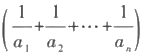 (1/a₁ + 1/a₂ + ··· + 1/aₙ)